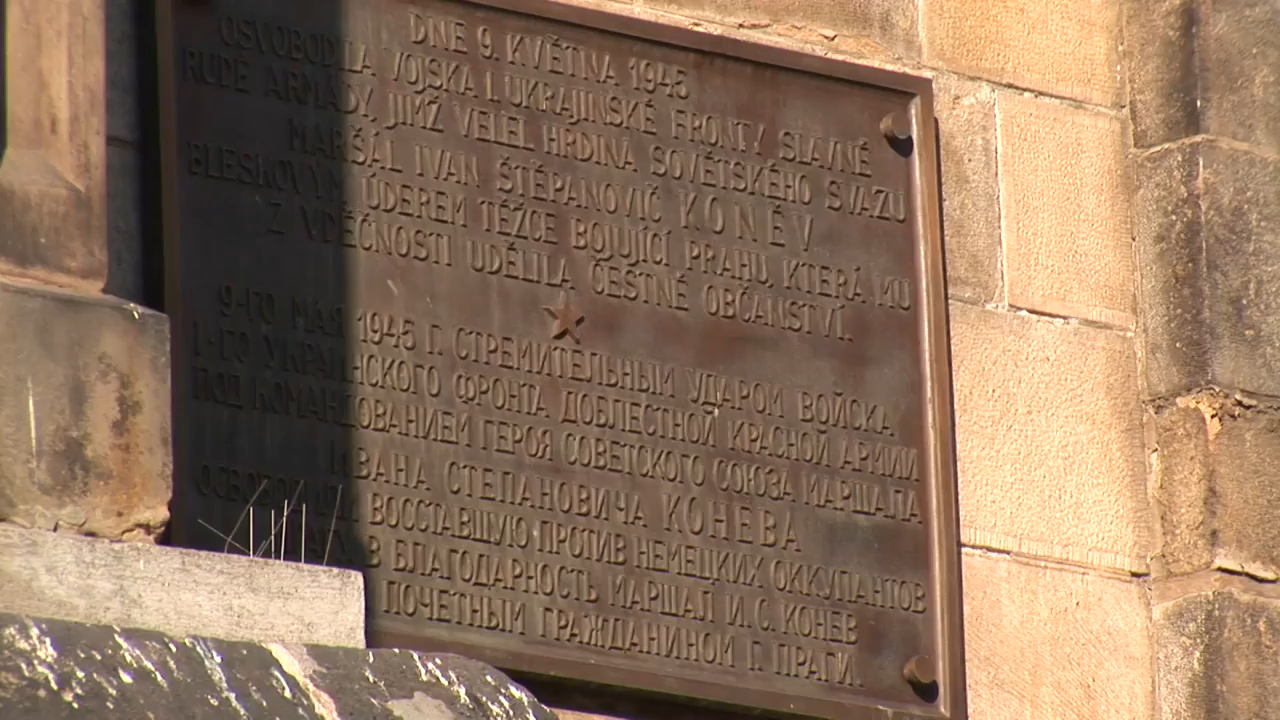 DNE 9. KVĚTNA 1945
OSVOBODILA VOJSKA I. UKRAJINSKÉ FRONTY SLAVNÉ
RUDÉ ARMÁDY, JIMŽ VELEL HRDINA SOVĚTSKÉHO SVAZU
MARŠÁL IVAN ŠTĚPANOVIČ KONĚV
BLESKOVÝM ÚDEREM TĚŽCE BOJUJÍCÍ PRAHU, KTERÁ MU
Z VDĚČNOSTI UDĚLILA ČESTNÉ OBČANSTVÍ.
9-ГО МАЯ 1945 Г. СТРЕМИТЕЛЬНЫМ УДАРОМ ВОЙСКА
1-ГО УКРАИНСКОГО ФРОНТА ДОБЛЕСТНОЙ КРАСНОЙ АРМИИ
ПОД КОМАНДОВАНИЕМ ГЕРОЯ СОВЕТСКОГО СОЮЗА МАРШАЛА
ИВАНА СТЕПАНОВИЧА КОНЕВА
ВОССТАВШУЮ ПРОТИВ НЕМЕЦКИХ ОККУПАНТОВ
В БЛАГОДАРНОСТЬ МАРШАЛ И. С. КОНЕВ
ПОЧЕТНЫМ ГРАЖДАНИНОМ Г. ПРАГИ.